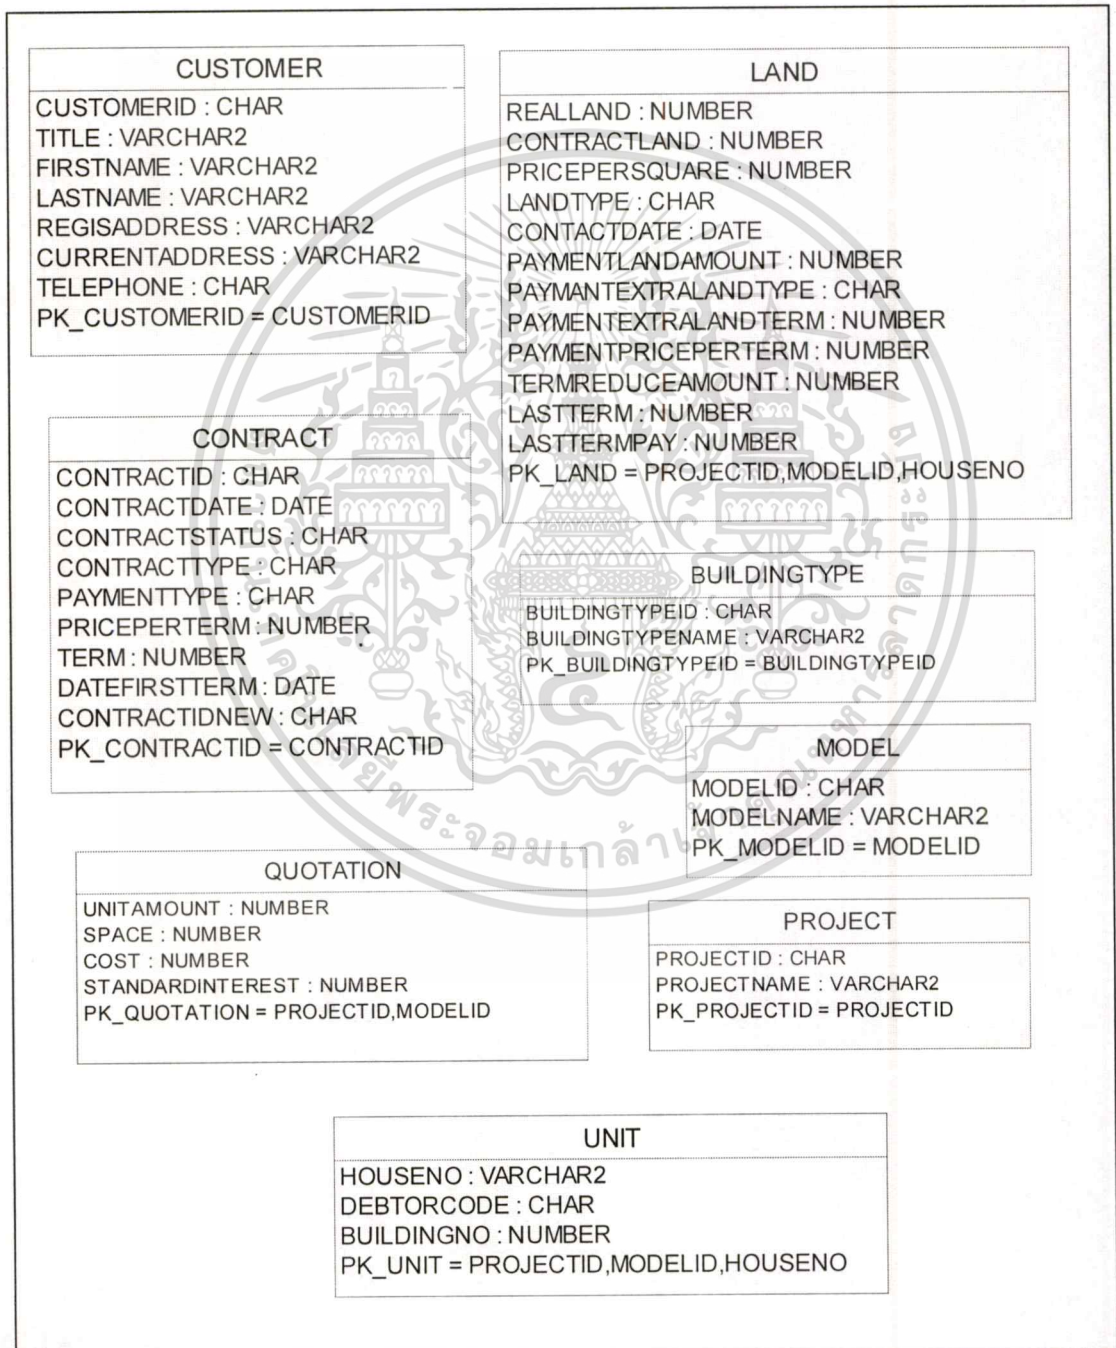 CUSTOMER
CUSTOMERID : CHAR
TITLE : VARCHAR2
FIRSTNAME : VARCHAR2
LASTNAME : VARCHAR2
REGISADDRESS : VARCHAR2
CURRENTADDRESS : VARCHAR2
TELEPHONE : CHAR
PK_CUSTOMERID = CUSTOMERID
LAND
REALLAND : NUMBER
CONTRACTLAND : NUMBER
PRICEPERSQUARE : NUMBER
LANDTYPE : CHAR
CONTACTDATE : DATE
PAYMENTLANDAMOUNT : NUMBER
PAYMANTEXTRALANDTYPE : CHAR
PAYMENTEXTRALANDTERM : NUMBER
PAYMENTPRICEPERTERM : NUMBER
TERMREDUCEAMOUNT : NUMBER
LASTTERM : NUMBER
LASTTERMPAY : NUMBER
PK_LAND = PROJECTID,MODELID,HOUSENO
CONTRACT
CONTRACTID : CHAR
CONTRACTDATE : DATE
CONTRACTSTATUS : CHAR
CONTRACTTYPE : CHAR
PAYMENTTYPE : CHAR
PRICEPERTERM : NUMBER
TERM : NUMBER
DATEFIRSTTERM : DATE
CONTRACTIDNEW : CHAR
PK_CONTRACTID = CONTRACTID
BUILDINGTYPE
BUILDINGTYPEID : CHAR
BUILDINGTYPENAME : VARCHAR2
PK_BUILDINGTYPEID = BUILDINGTYPEID
MODEL
MODELID : CHAR
MODELNAME : VARCHAR2
PK_MODELID = MODELID
QUOTATION
UNITAMOUNT : NUMBER
SPACE : NUMBER
COST : NUMBER
STANDARDINTEREST : NUMBER
PK_QUOTATION = PROJECTID,MODELID
PROJECT
PROJECTID : CHAR
PROJECTNAME : VARCHAR2
PK_PROJECTID = PROJECTID
UNIT
HOUSENO : VARCHAR2
DEBTORCODE : CHAR
BUILDINGNO : NUMBER
PK_UNIT = PROJECTID,MODELID,HOUSENO